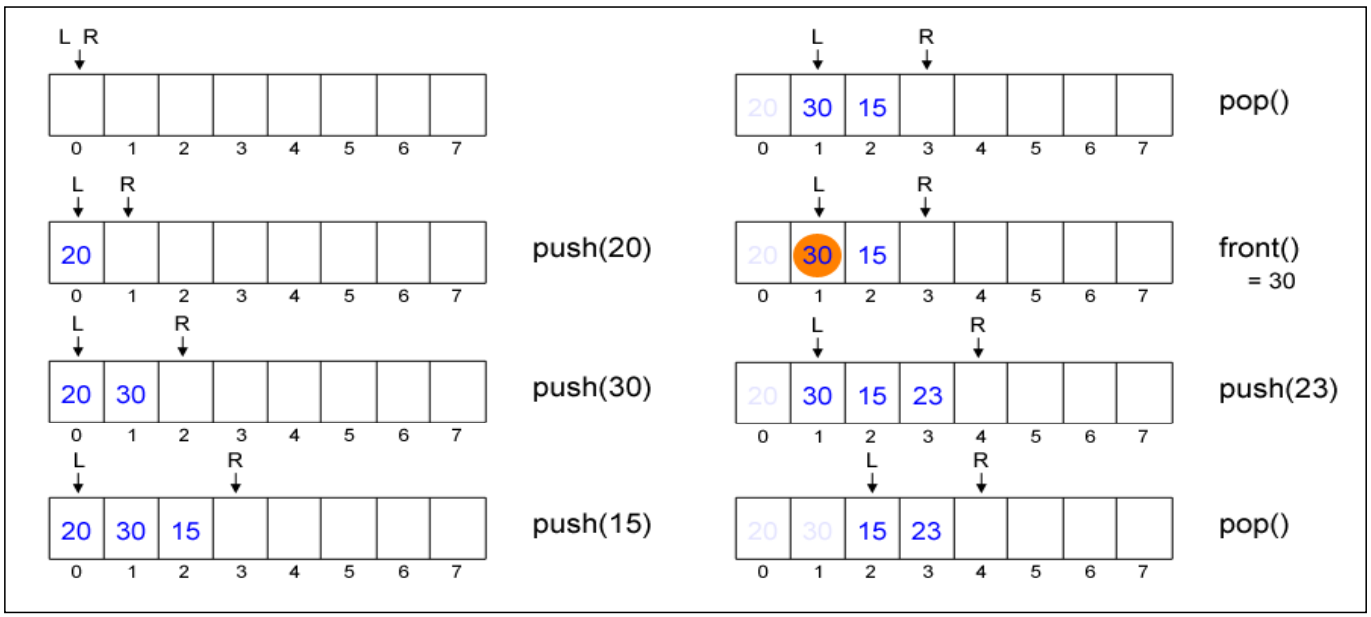 L R
0 1 2 3 4 5 6 7
L R
20
push(20)
0 1 2 3 4 5 6 7
L R
20 30
push(30)
0 1 2 3 4 5 6 7
L R
20 30 15
push(15)
0 1 2 3 4 5 6 7
L R
20 30 15
pop()
0 1 2 3 4 5 6 7
L R
20 30 15
front()
= 30
0 1 2 3 4 5 6 7
L R
20 30 15 23
push(23)
0 1 2 3 4 5 6 7
L R
20 30 15 23
pop()
0 1 2 3 4 5 6 7